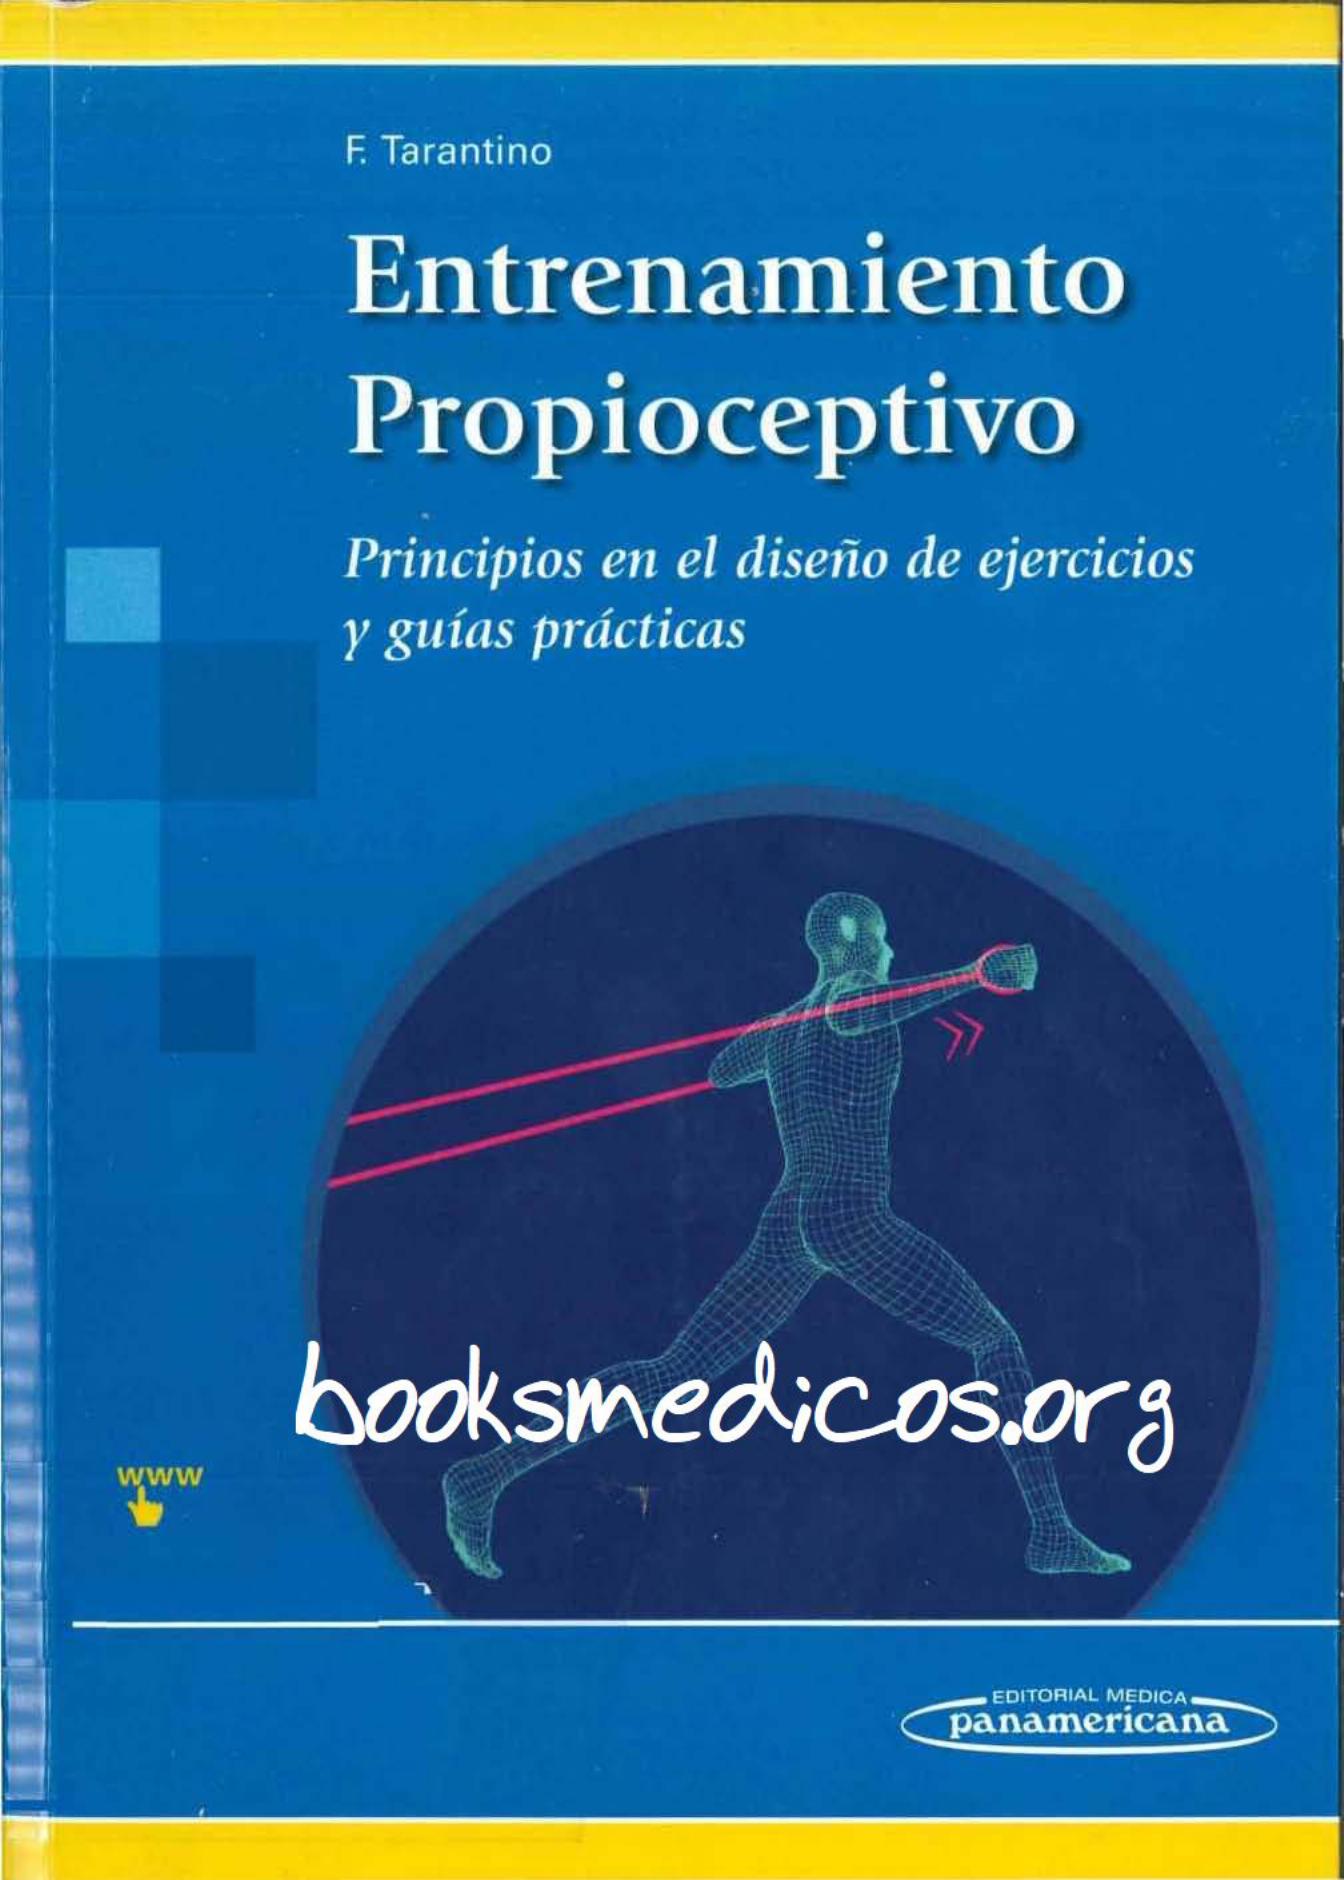 F. Tarantino
Entrenamiento
Propioceptivo
Principios en el diseño de ejercicios
y guías prácticas
booksmedicos.org
www
EDITORIAL MEDICA
panamericana